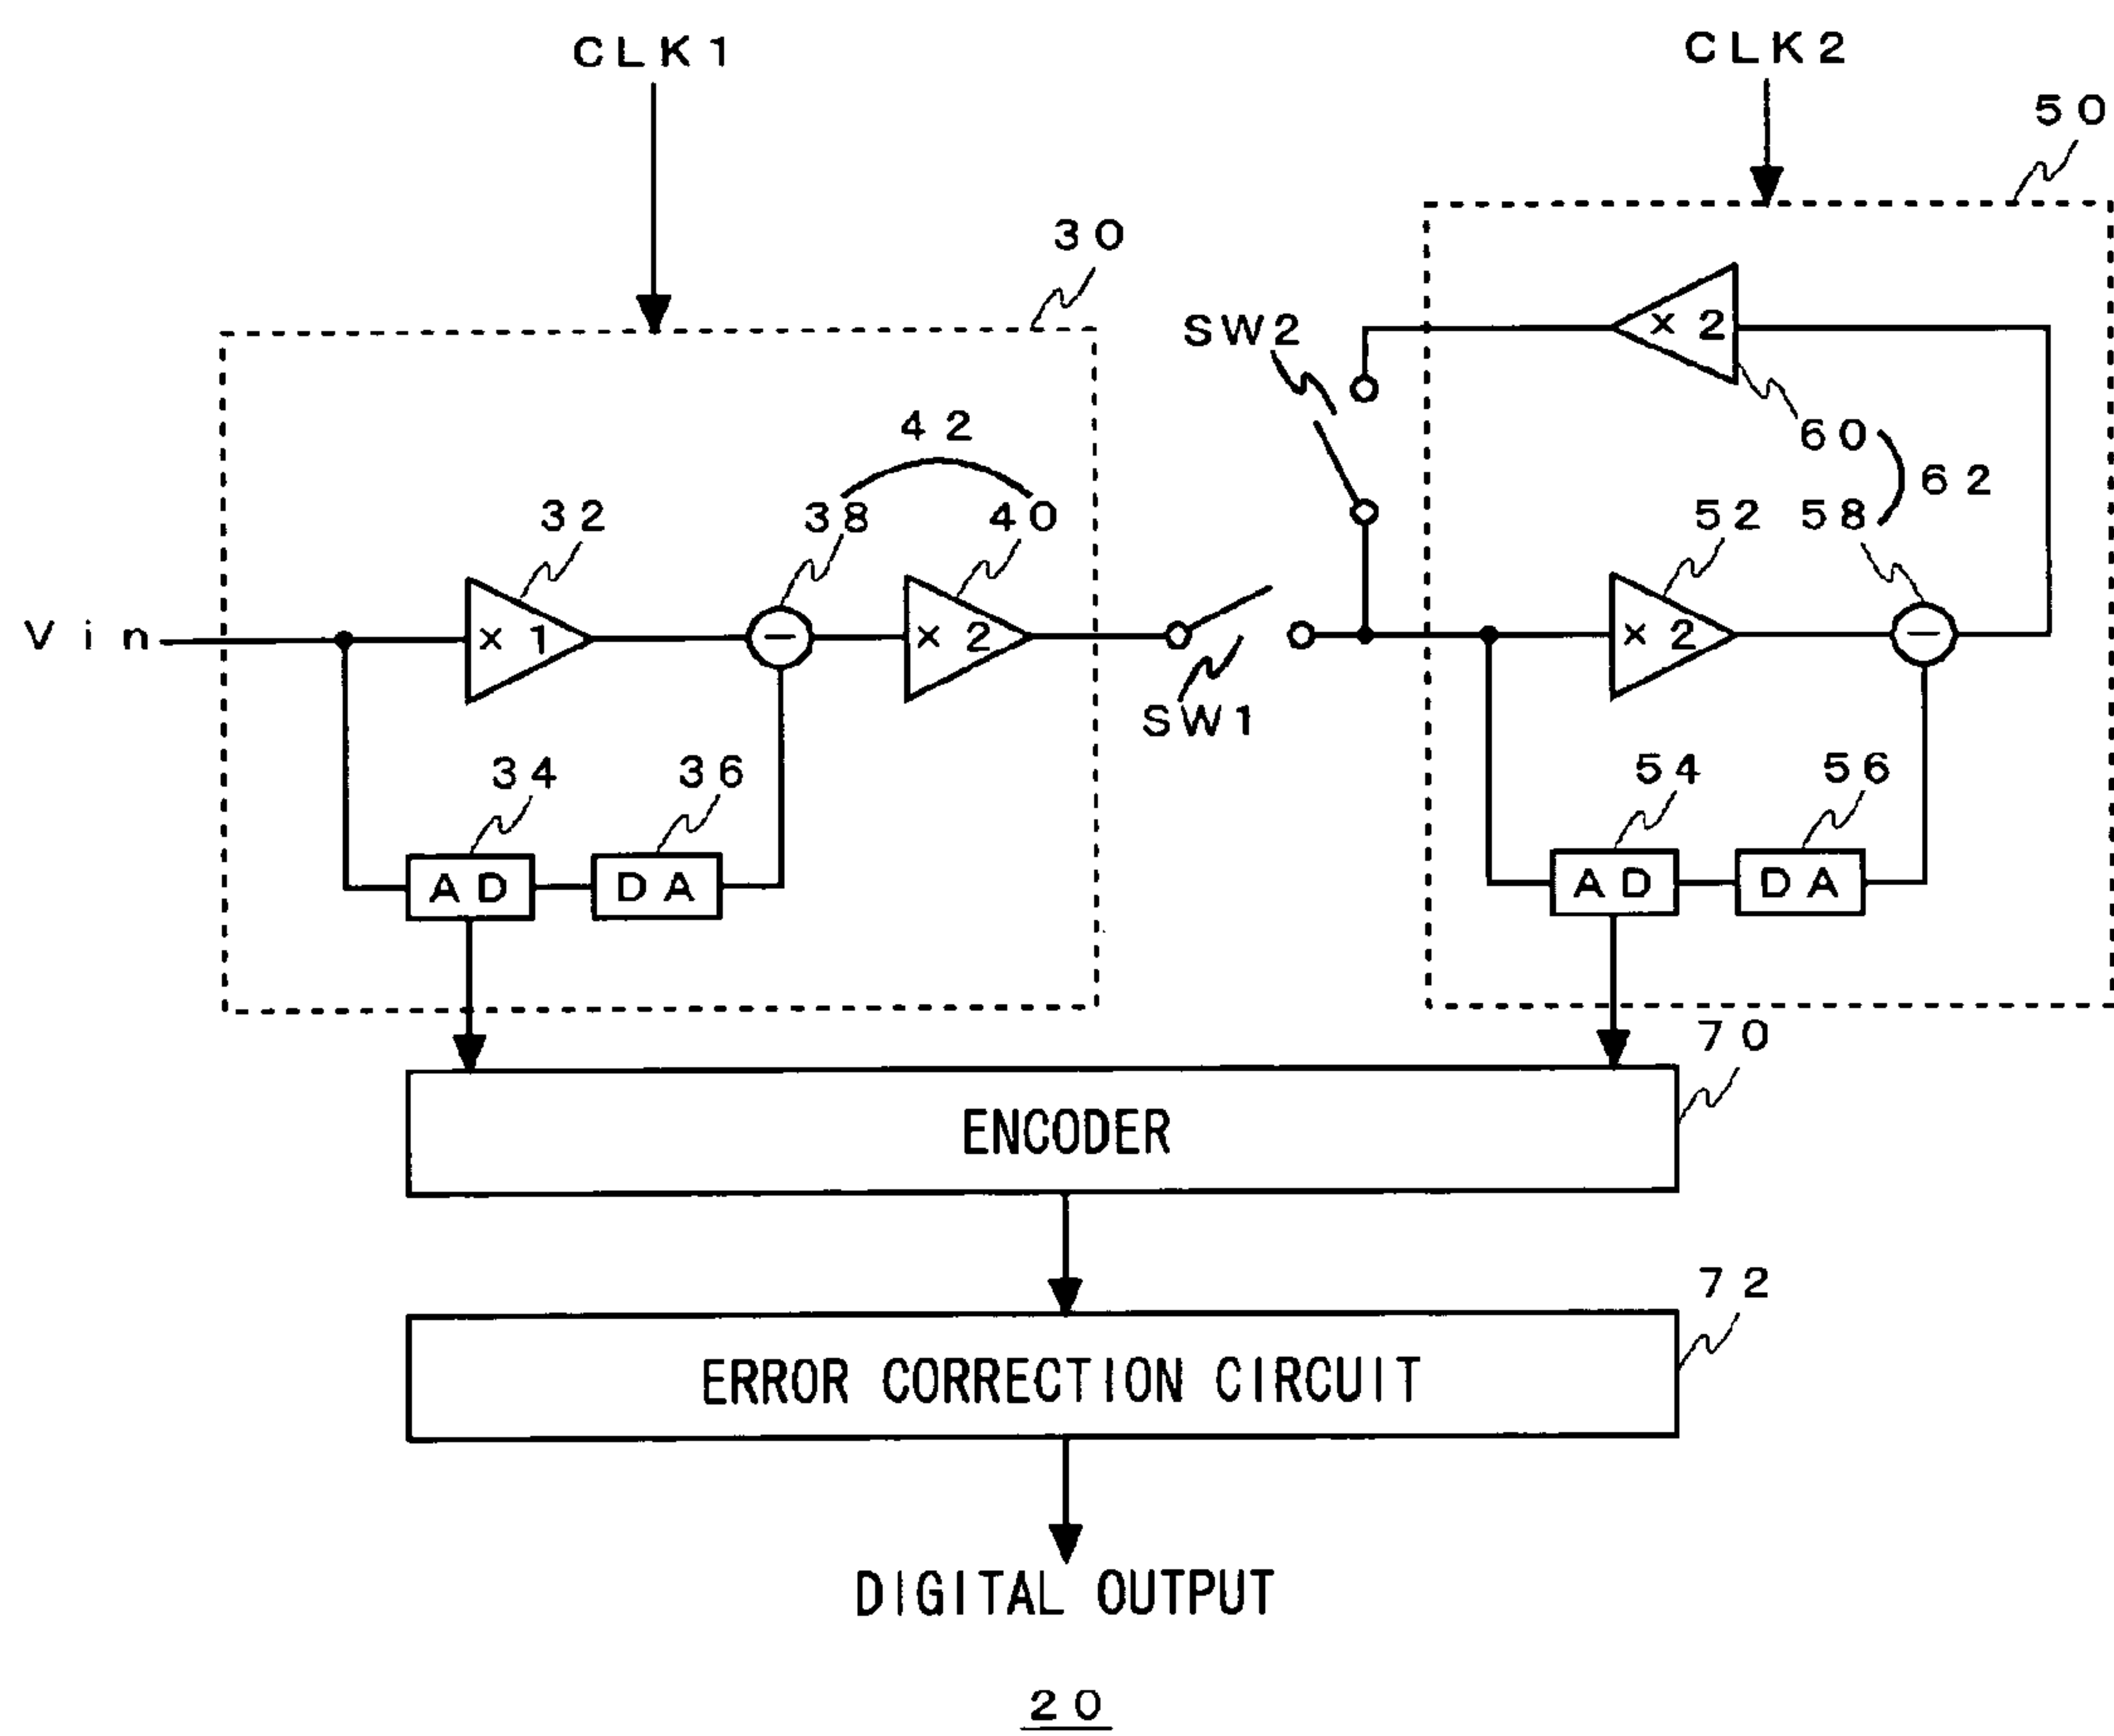 CLK1
CLK2
50
30
SW2
×2
42
60
62
32
38
40
52
58
Vin
×1
−
×2
×2
−
SW1
34
36
54
56
AD
DA
AD
DA
70
ENCODER
72
ERROR CORRECTION CIRCUIT
DIGITAL OUTPUT
20